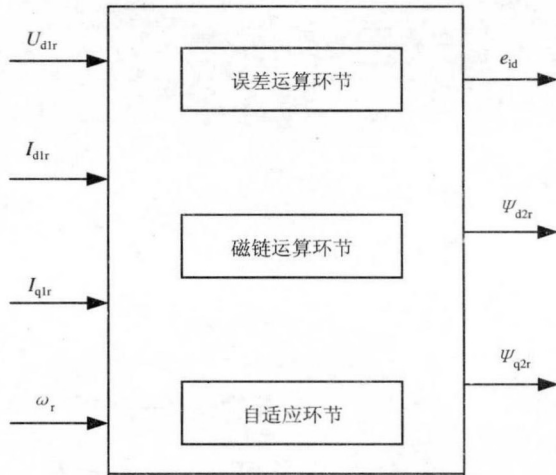 U_d1r
误差运算环节
e_id
I_d1r
Ψ_d2r
磁链运算环节
I_q1r
Ψ_q2r
ω_r
自适应环节